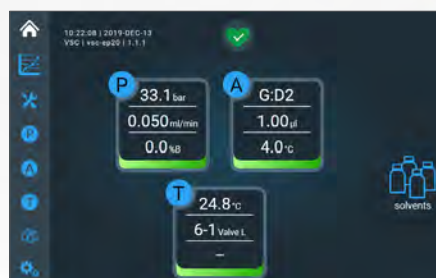 10:22:08 | 2019-DEC-13
VSC | vsc-ep20 | 1.1.1
P
33.1 bar
0.050 ml/min
0.0 %B
A
G:D2
1.00 µl
4.0 °C
T
24.8 °C
6-1 Valve L
–
solvents
P
A
T